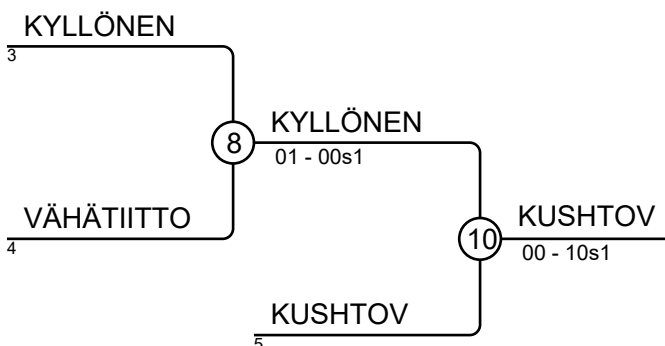 KYLLÖNEN
3
8
KYLLÖNEN
01 - 00s1
VÄHÄTIITTO
4
10
KUSHTOV
00 - 10s1
KUSHTOV
5